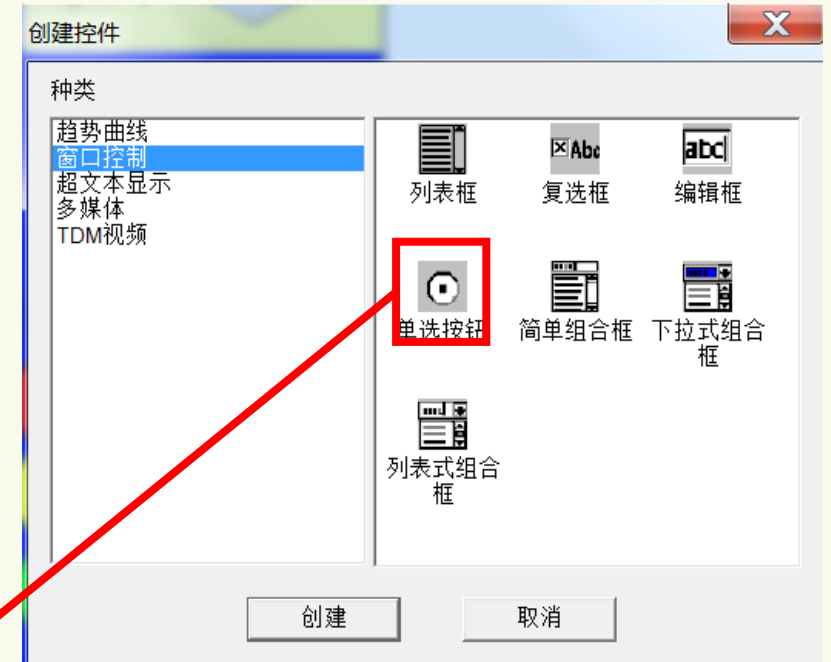 创建控件
种类
趋势曲线
窗口控制
超文本显示
多媒体
TDM视频
Abc
abc
列表框
复选框
编辑框
单选按钮
简单组合框
下拉式组合
框
列表式组合
框
创建
取消